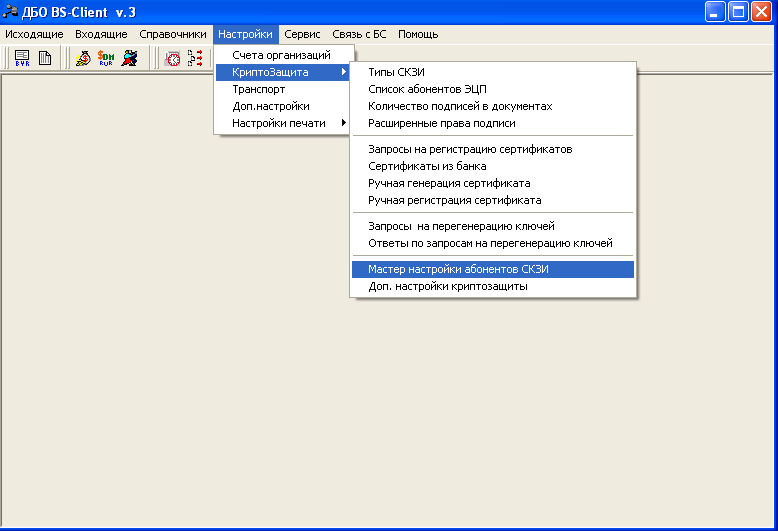 ДБО BS-Client v.3
Исходящие Входящие Справочники Настройки Сервис Связь с БС Помощь
BYR $DM RUR
Счета организаций
КриптоЗащита
Транспорт
Доп.настройки
Настройки печати
Типы СКЗИ
Список абонентов ЭЦП
Количество подписей в документах
Расширенные права подписи
Запросы на регистрацию сертификатов
Сертификаты из банка
Ручная генерация сертификата
Ручная регистрация сертификата
Запросы на перегенерацию ключей
Ответы по запросам на перегенерацию ключей
Мастер настройки абонентов СКЗИ
Доп. настройки криптозащиты